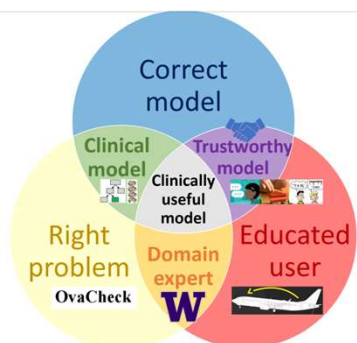 Correct
model
Clinical
model
Trustworthy
model
Clinically
useful
model
Right
problem
OvaCheck
Domain
expert
W
Educated
user